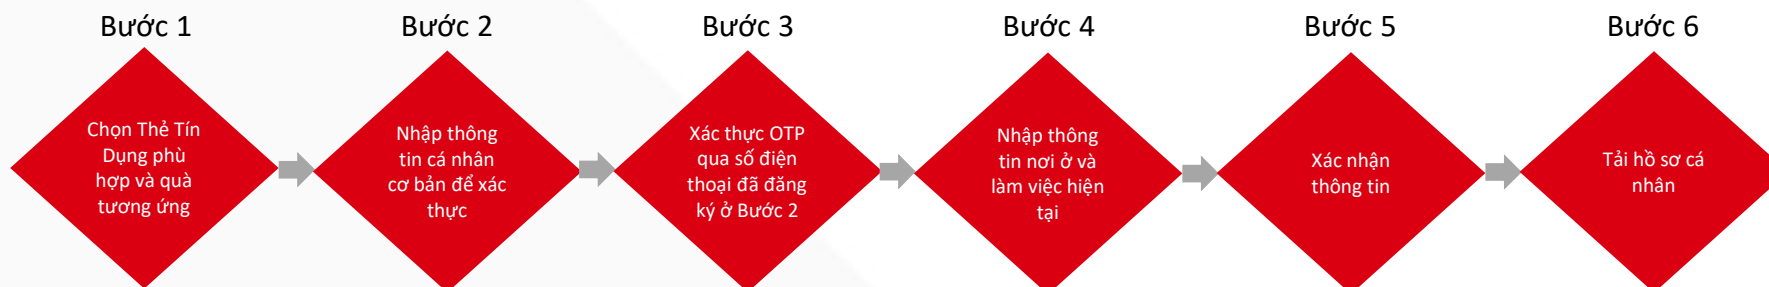 Bước 1
Chọn Thẻ Tín
Dụng phù
hợp và quà
tương ứng
Bước 2
Nhập thông
tin cá nhân
cơ bản để xác
thực
Bước 3
Xác thực OTP
qua số điện
thoại đã đăng
ký ở Bước 2
Bước 4
Nhập thông
tin nơi ở và
làm việc hiện
tại
Bước 5
Xác nhận
thông tin
Bước 6
Tải hồ sơ cá
nhân